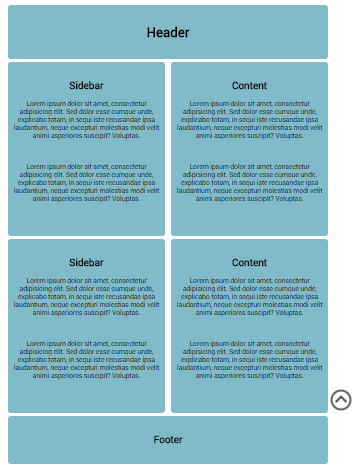 Header
Sidebar
Lorem ipsum dolor sit amet, consectetur
adipisicing elit. Sed dolor esse cumque unde,
explicabo totam, in sequi iste recusandae ipsa
laudantium, neque excepturi molestias modi velit
animi asperiores suscipit? Voluptas.
Lorem ipsum dolor sit amet, consectetur
adipisicing elit. Sed dolor esse cumque unde,
explicabo totam, in sequi iste recusandae ipsa
laudantium, neque excepturi molestias modi velit
animi asperiores suscipit? Voluptas.
Content
Lorem ipsum dolor sit amet, consectetur
adipisicing elit. Sed dolor esse cumque unde,
explicabo totam, in sequi iste recusandae ipsa
laudantium, neque excepturi molestias modi velit
animi asperiores suscipit? Voluptas.
Lorem ipsum dolor sit amet, consectetur
adipisicing elit. Sed dolor esse cumque unde,
explicabo totam, in sequi iste recusandae ipsa
laudantium, neque excepturi molestias modi velit
animi asperiores suscipit? Voluptas.
Sidebar
Lorem ipsum dolor sit amet, consectetur
adipisicing elit. Sed dolor esse cumque unde,
explicabo totam, in sequi iste recusandae ipsa
laudantium, neque excepturi molestias modi velit
animi asperiores suscipit? Voluptas.
Lorem ipsum dolor sit amet, consectetur
adipisicing elit. Sed dolor esse cumque unde,
explicabo totam, in sequi iste recusandae ipsa
laudantium, neque excepturi molestias modi velit
animi asperiores suscipit? Voluptas.
Content
Lorem ipsum dolor sit amet, consectetur
adipisicing elit. Sed dolor esse cumque unde,
explicabo totam, in sequi iste recusandae ipsa
laudantium, neque excepturi molestias modi velit
animi asperiores suscipit? Voluptas.
Lorem ipsum dolor sit amet, consectetur
adipisicing elit. Sed dolor esse cumque unde,
explicabo totam, in sequi iste recusandae ipsa
laudantium, neque excepturi molestias modi velit
animi asperiores suscipit? Voluptas.
Footer